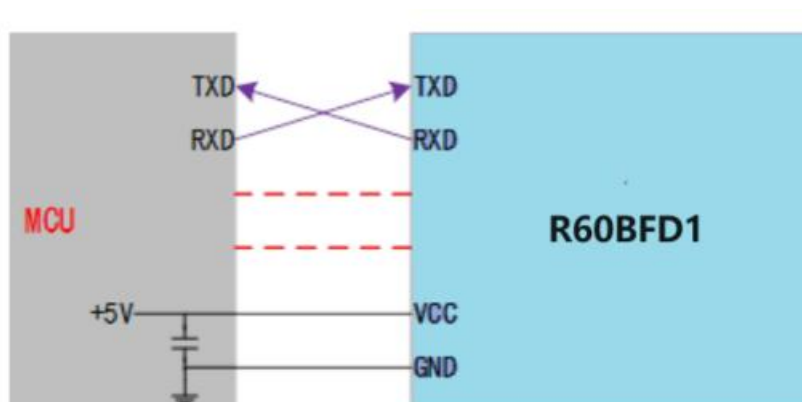 TXD TXD
RXD RXD
MCU R60BFD1
+5V VCC
GND